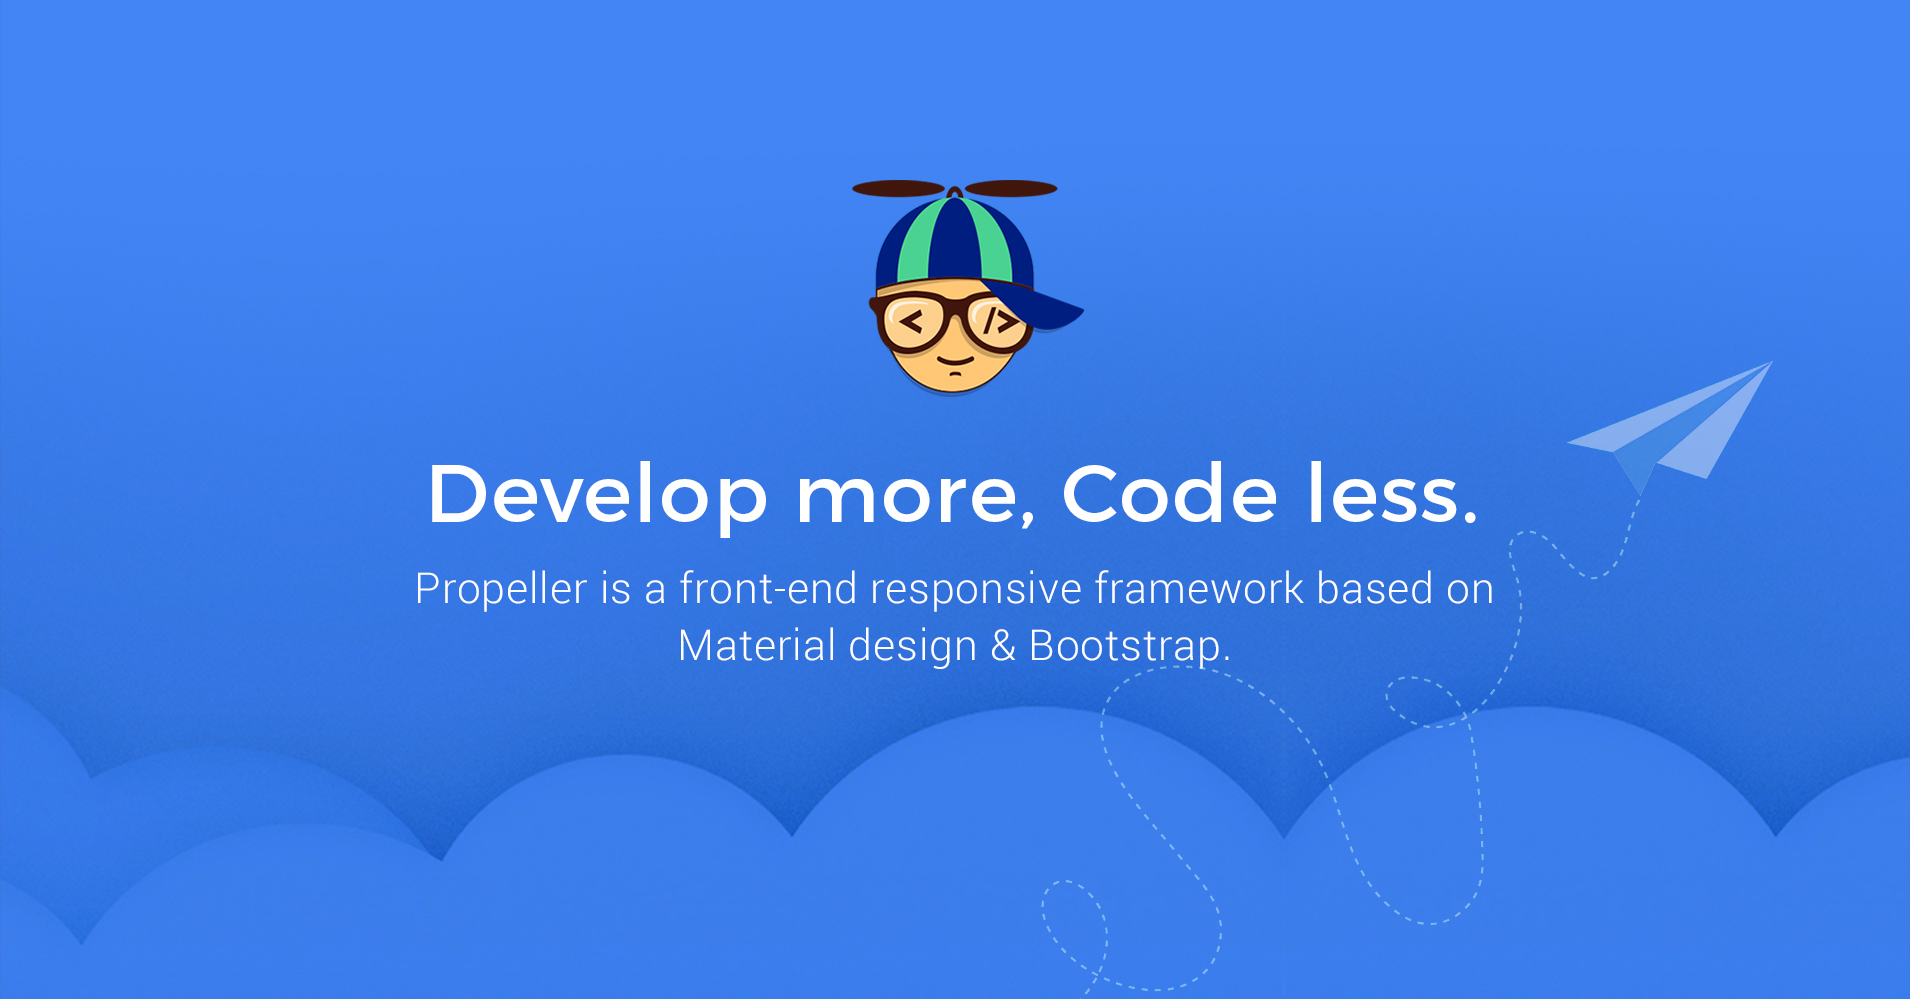 < />
Develop more, Code less.
Propeller is a front-end responsive framework based on
Material design & Bootstrap.